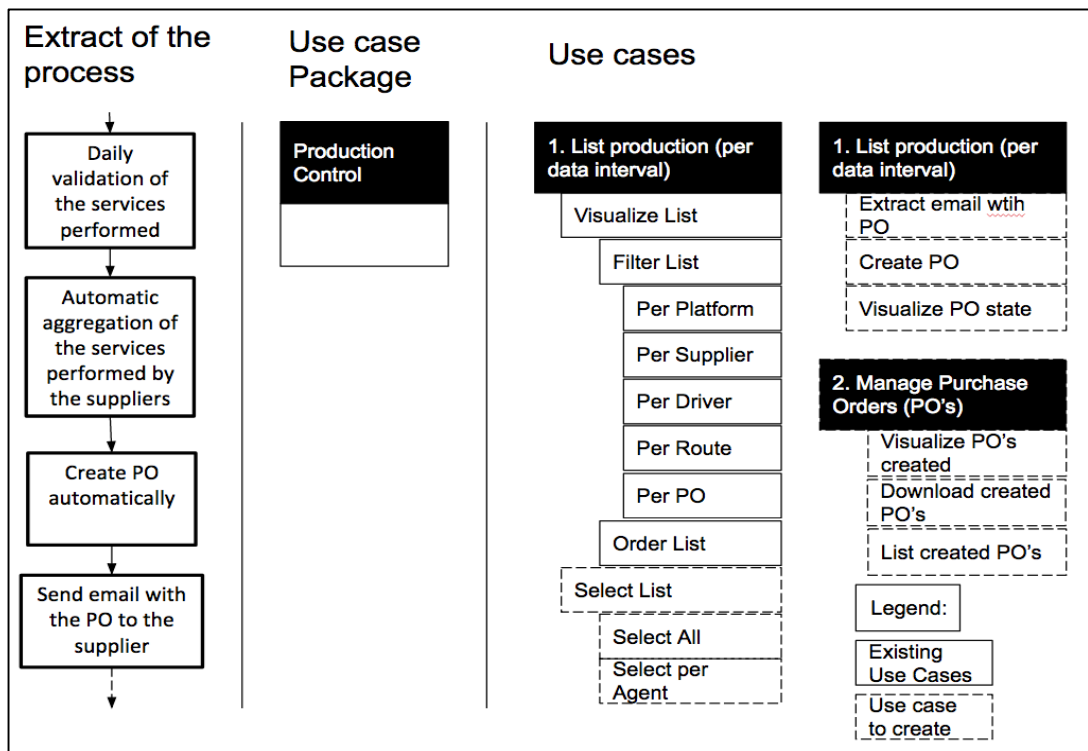 Extract of the
process
Daily
validation of
the services
performed
Automatic
aggregation of
the services
performed by
the suppliers
Create PO
automatically
Send email with
the PO to the
supplier
Use case
Package
Production
Control
Use cases
1. List production (per
data interval)
Visualize List
Filter List
Per Platform
Per Supplier
Per Driver
Per Route
Per PO
Order List
Select List
Select All
Select per
Agent
1. List production (per
data interval)
Extract email wtih
PO
Create PO
Visualize PO state
2. Manage Purchase
Orders (PO’s)
Visualize PO’s
created
Download created
PO’s
List created PO’s
Legend:
Existing
Use Cases
Use case
to create